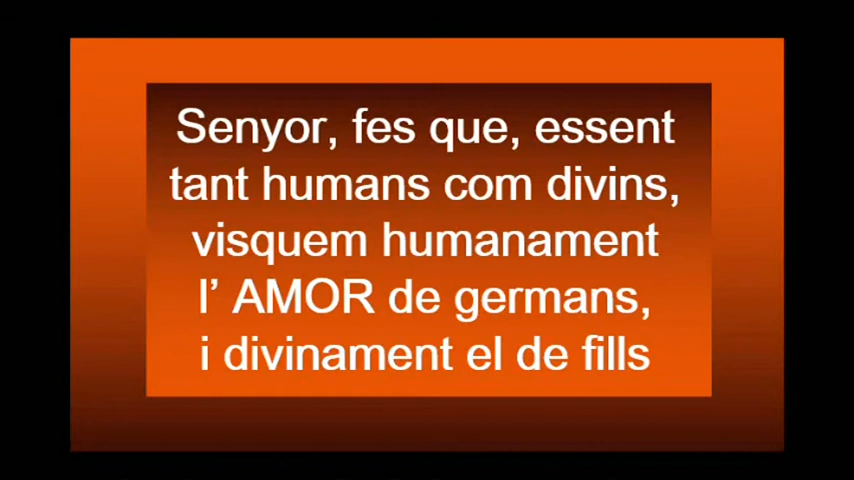 Senyor, fes que, essent
tant humans com divins,
visquem humanament
l’ AMOR de germans,
i divinament el de fills